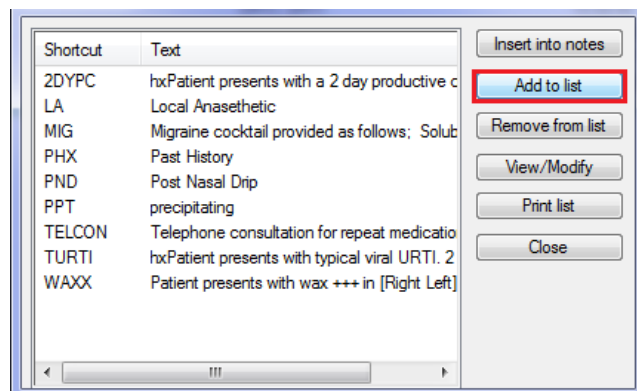 Shortcut Text
2DYPC hxPatient presents with a 2 day productive c
LA Local Anasethetic
MIG Migraine cocktail provided as follows; Solub
PHX Past History
PND Post Nasal Drip
PPT precipitating
TELCON Telephone consultation for repeat medicatio
TURTI hxPatient presents with typical viral URTI. 2
WAXX Patient presents with wax +++ in [Right Left]
Insert into notes
Add to list
Remove from list
View/Modify
Print list
Close